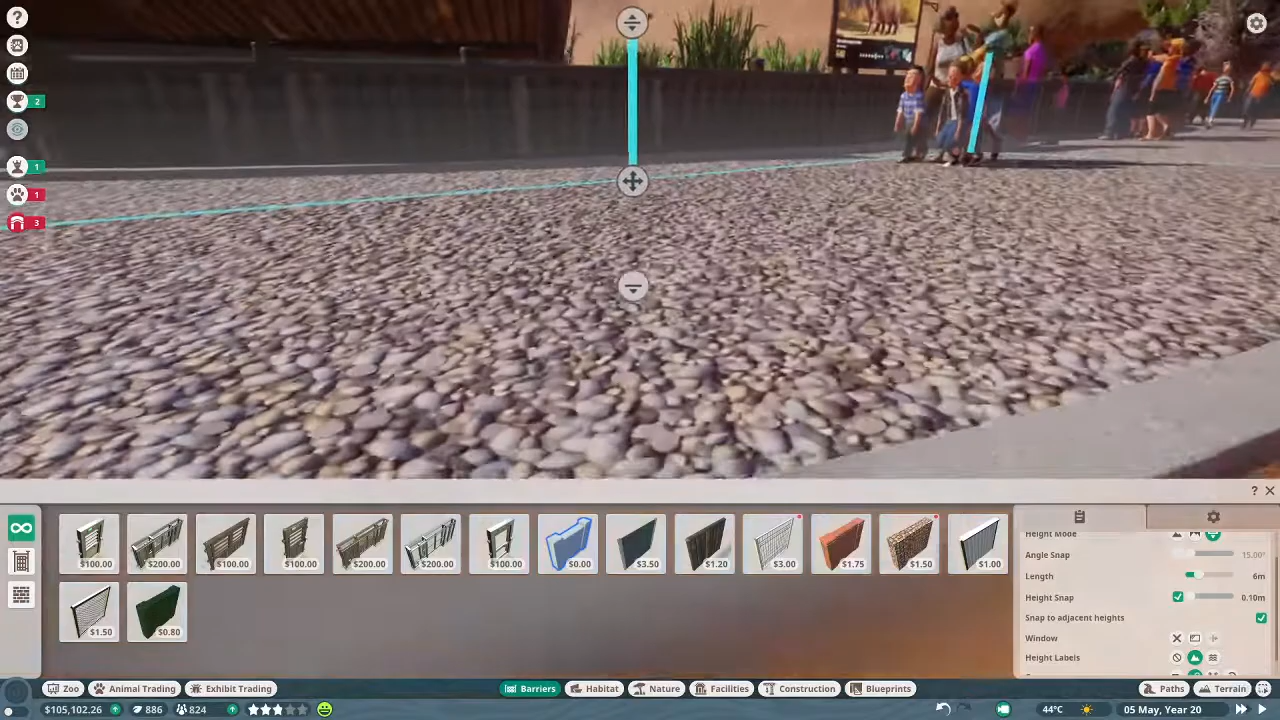 ?
2
1
1
3
? ×
$100.00 $200.00 $100.00 $100.00 $200.00 $200.00 $100.00 $0.00 $3.50 $1.20 $3.00 $1.75 $1.50 $1.00
$1.50 $0.80
Height Mode
Angle Snap 15.00°
Length 6m
Height Snap 0.10m
Snap to adjacent heights
Window
Height Labels
Zoo Animal Trading Exhibit Trading Barriers Habitat Nature Facilities Construction Blueprints Paths Terrain
$105,102.26 886 824 44°C 05 May, Year 20